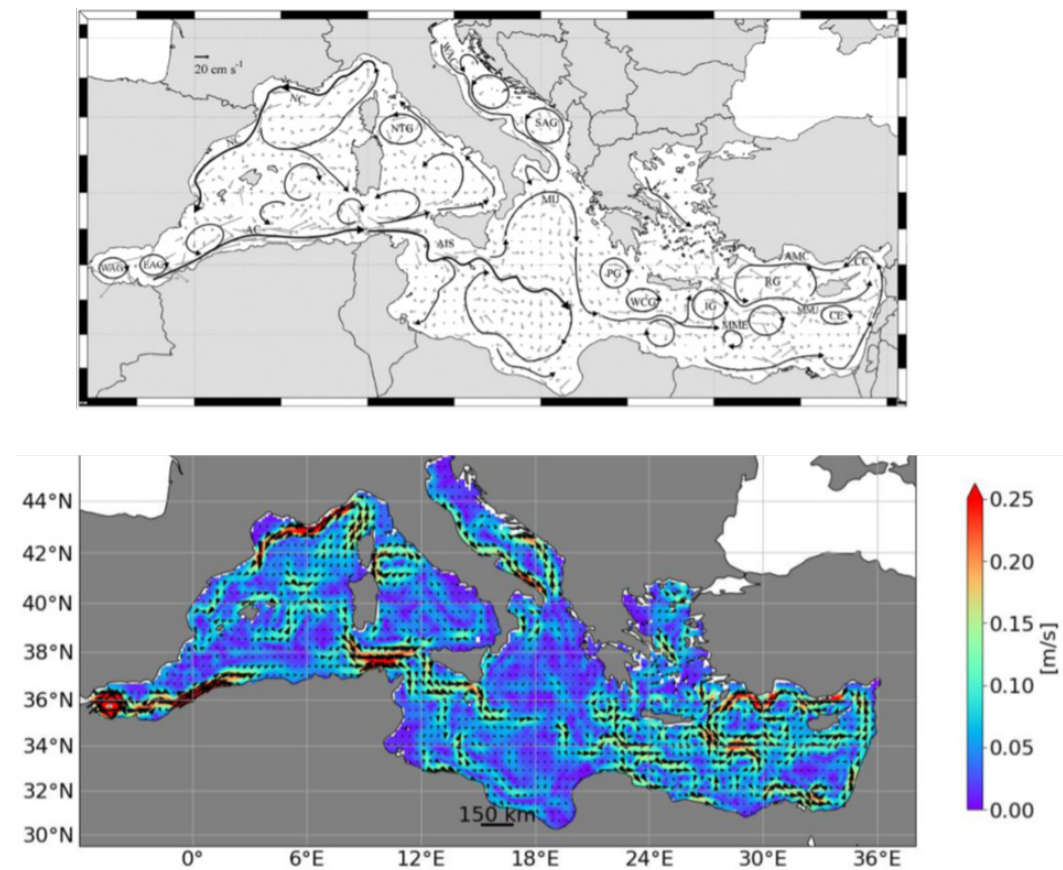 20 cm s⁻¹
WAC
NC
SAG
NTG
NC
MIJ
AC
AIS
WAG
EAG
AMC
CC
PG
RG
WCG
IG
MMJ
CE
MME
44°N
42°N
40°N
38°N
36°N
34°N
32°N
30°N
150 km
0°
6°E
12°E
18°E
24°E
30°E
36°E
0.25
0.20
0.15
0.10
0.05
0.00
[m/s]